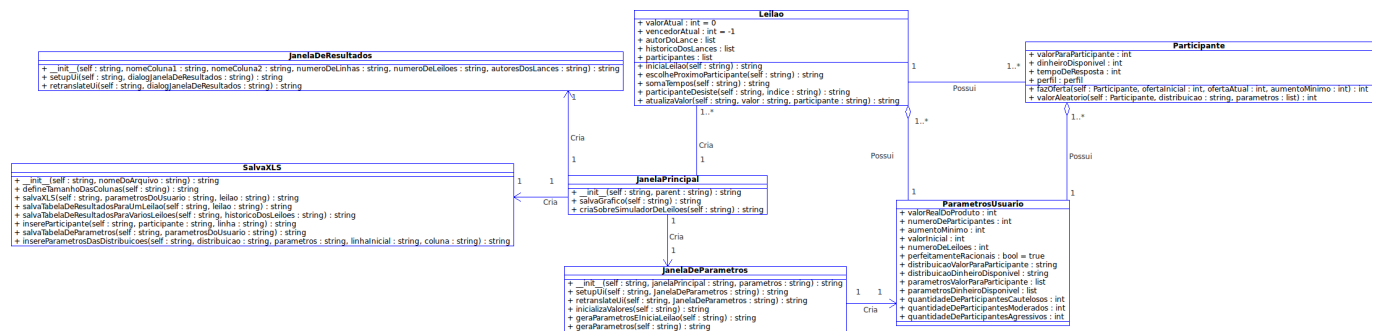 Leilao
+ valorAtual : int = 0
+ vencedorAtual : int = -1
+ autorDoLance : list
+ historicoDosLances : list
+ participantes : list
+ iniciaLeilao(self : string) : string
+ escolheProximoParticipante(self : string) : string
+ somaTempos(self : string) : string
+ participanteDesiste(self : string, indice : string) : string
+ atualizaValor(self : string, valor : string, participante : string) : string
JanelaDeResultados
+ __init__(self : string, nomeColuna1 : string, nomeColuna2 : string, numeroDeLinhas : string, numeroDeLeiloes : string, autoresDosLances : string) : string
+ setupUi(self : string, dialogJanelaDeResultados : string) : string
+ retranslateUi(self : string, dialogJanelaDeResultados : string) : string
Participante
+ valorParaParticipante : int
+ dinheiroDisponivel : int
+ tempoDeResposta : int
+ perfil : perfil
+ fazOferta(self : Participante, ofertaInicial : int, ofertaAtual : int, aumentoMinimo : int) : int
+ valorAleatorio(self : Participante, distribuicao : string, parametros : list) : int
1
1..*
Possui
1
Cria
1
1..*
Cria
1
1..*
Possui
1
1..*
Possui
1
SalvaXLS
+ __init__(self : string, nomeDoArquivo : string) : string
+ defineTamanhoDasColunas(self : string) : string
+ salvaXLS(self : string, parametrosDoUsuario : string, leilao : string) : string
+ salvaTabelaDeResultadosParaUmLeilao(self : string, leilao : string) : string
+ salvaTabelaDeResultadosParaVariosLeiloes(self : string, historicoDosLeiloes : string) : string
+ insereParticipante(self : string, participante : string, linha : string) : string
+ salvaTabelaDeParametros(self : string, parametrosDoUsuario : string) : string
+ insereParametrosDasDistribuicoes(self : string, distribuicao : string, parametros : string, linhaInicial : string, coluna : string) : string
1
1
Cria
JanelaPrincipal
+ __init__(self : string, parent : string) : string
+ salvaGrafico(self : string) : string
+ criaSobreSimuladorDeLeiloes(self : string) : string
1
Cria
1
ParametrosUsuario
+ valorRealDoProduto : int
+ numeroDeParticipantes : int
+ aumentoMinimo : int
+ valorInicial : int
+ numeroDeLeiloes : int
+ perfeitamenteRacionais : bool = true
+ distribuicaoValorParaParticipante : string
+ distribuicaoDinheiroDisponivel : string
+ parametrosValorParaParticipante : list
+ parametrosDinheiroDisponivel : list
+ quantidadeDeParticipantesCautelosos : int
+ quantidadeDeParticipantesModerados : int
+ quantidadeDeParticipantesAgressivos : int
JanelaDeParametros
+ __init__(self : string, janelaPrincipal : string, parametros : string) : string
+ setupUi(self : string, JanelaDeParametros : string) : string
+ retranslateUi(self : string, JanelaDeParametros : string) : string
+ inicializaValores(self : string) : string
+ geraParametrosEIniciaLeilao(self : string) : string
+ geraParametros(self : string) : string
1
1
Cria